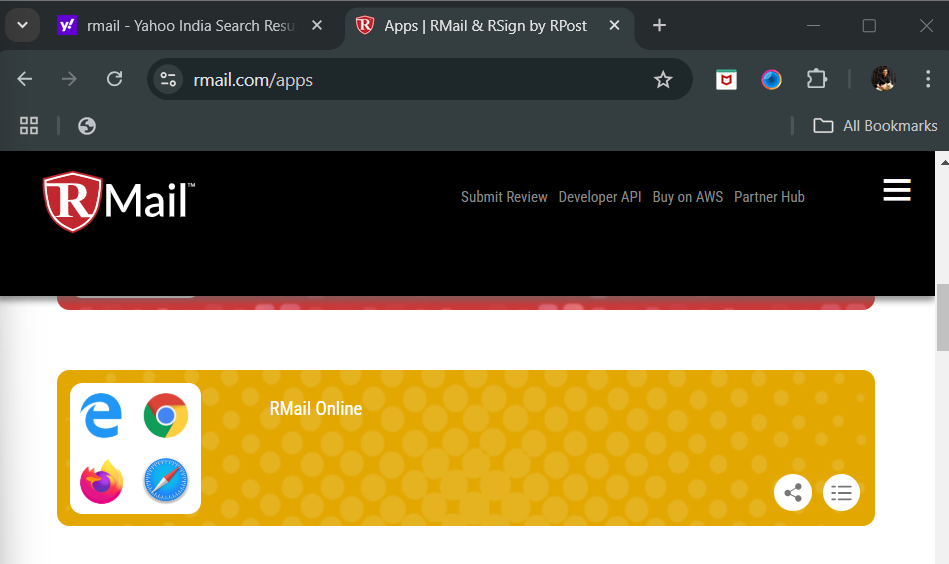 rmail - Yahoo India Search Resu
Apps | RMail & RSign by RPost
rmail.com/apps
All Bookmarks
RMail™
Submit Review Developer API Buy on AWS Partner Hub
RMail Online